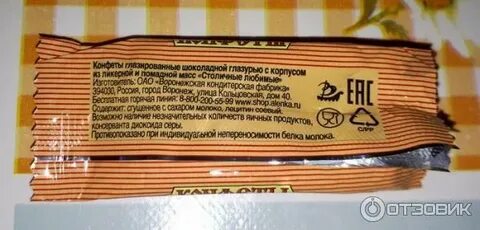 Конфеты глазированные шоколадной глазурью с корпусом
из ликерной и помадной масс «Столичные любимые»
Изготовитель: ОАО «Воронежская кондитерская фабрика»
394030, Россия, город Воронеж, улица Кольцовская, дом 40.
Бесплатная горячая линия: 8-800-200-55-99 www.shop.alenka.ru
Содержит: сгущенное с сахаром молоко, лецитин соевый.
Возможно наличие незначительных количеств яичных продуктов,
консерванта диоксида серы.
Противопоказано при индивидуальной непереносимости белка молока.
ЕАС
C/PP
ОТЗОВИК